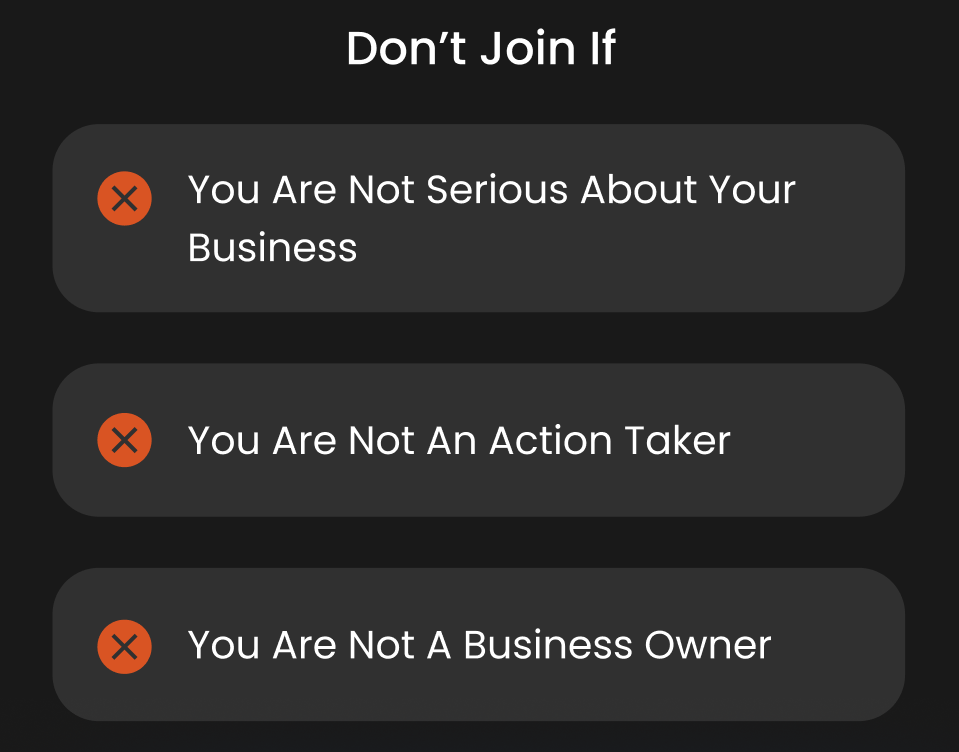 Don’t Join If
You Are Not Serious About Your
Business
You Are Not An Action Taker
You Are Not A Business Owner